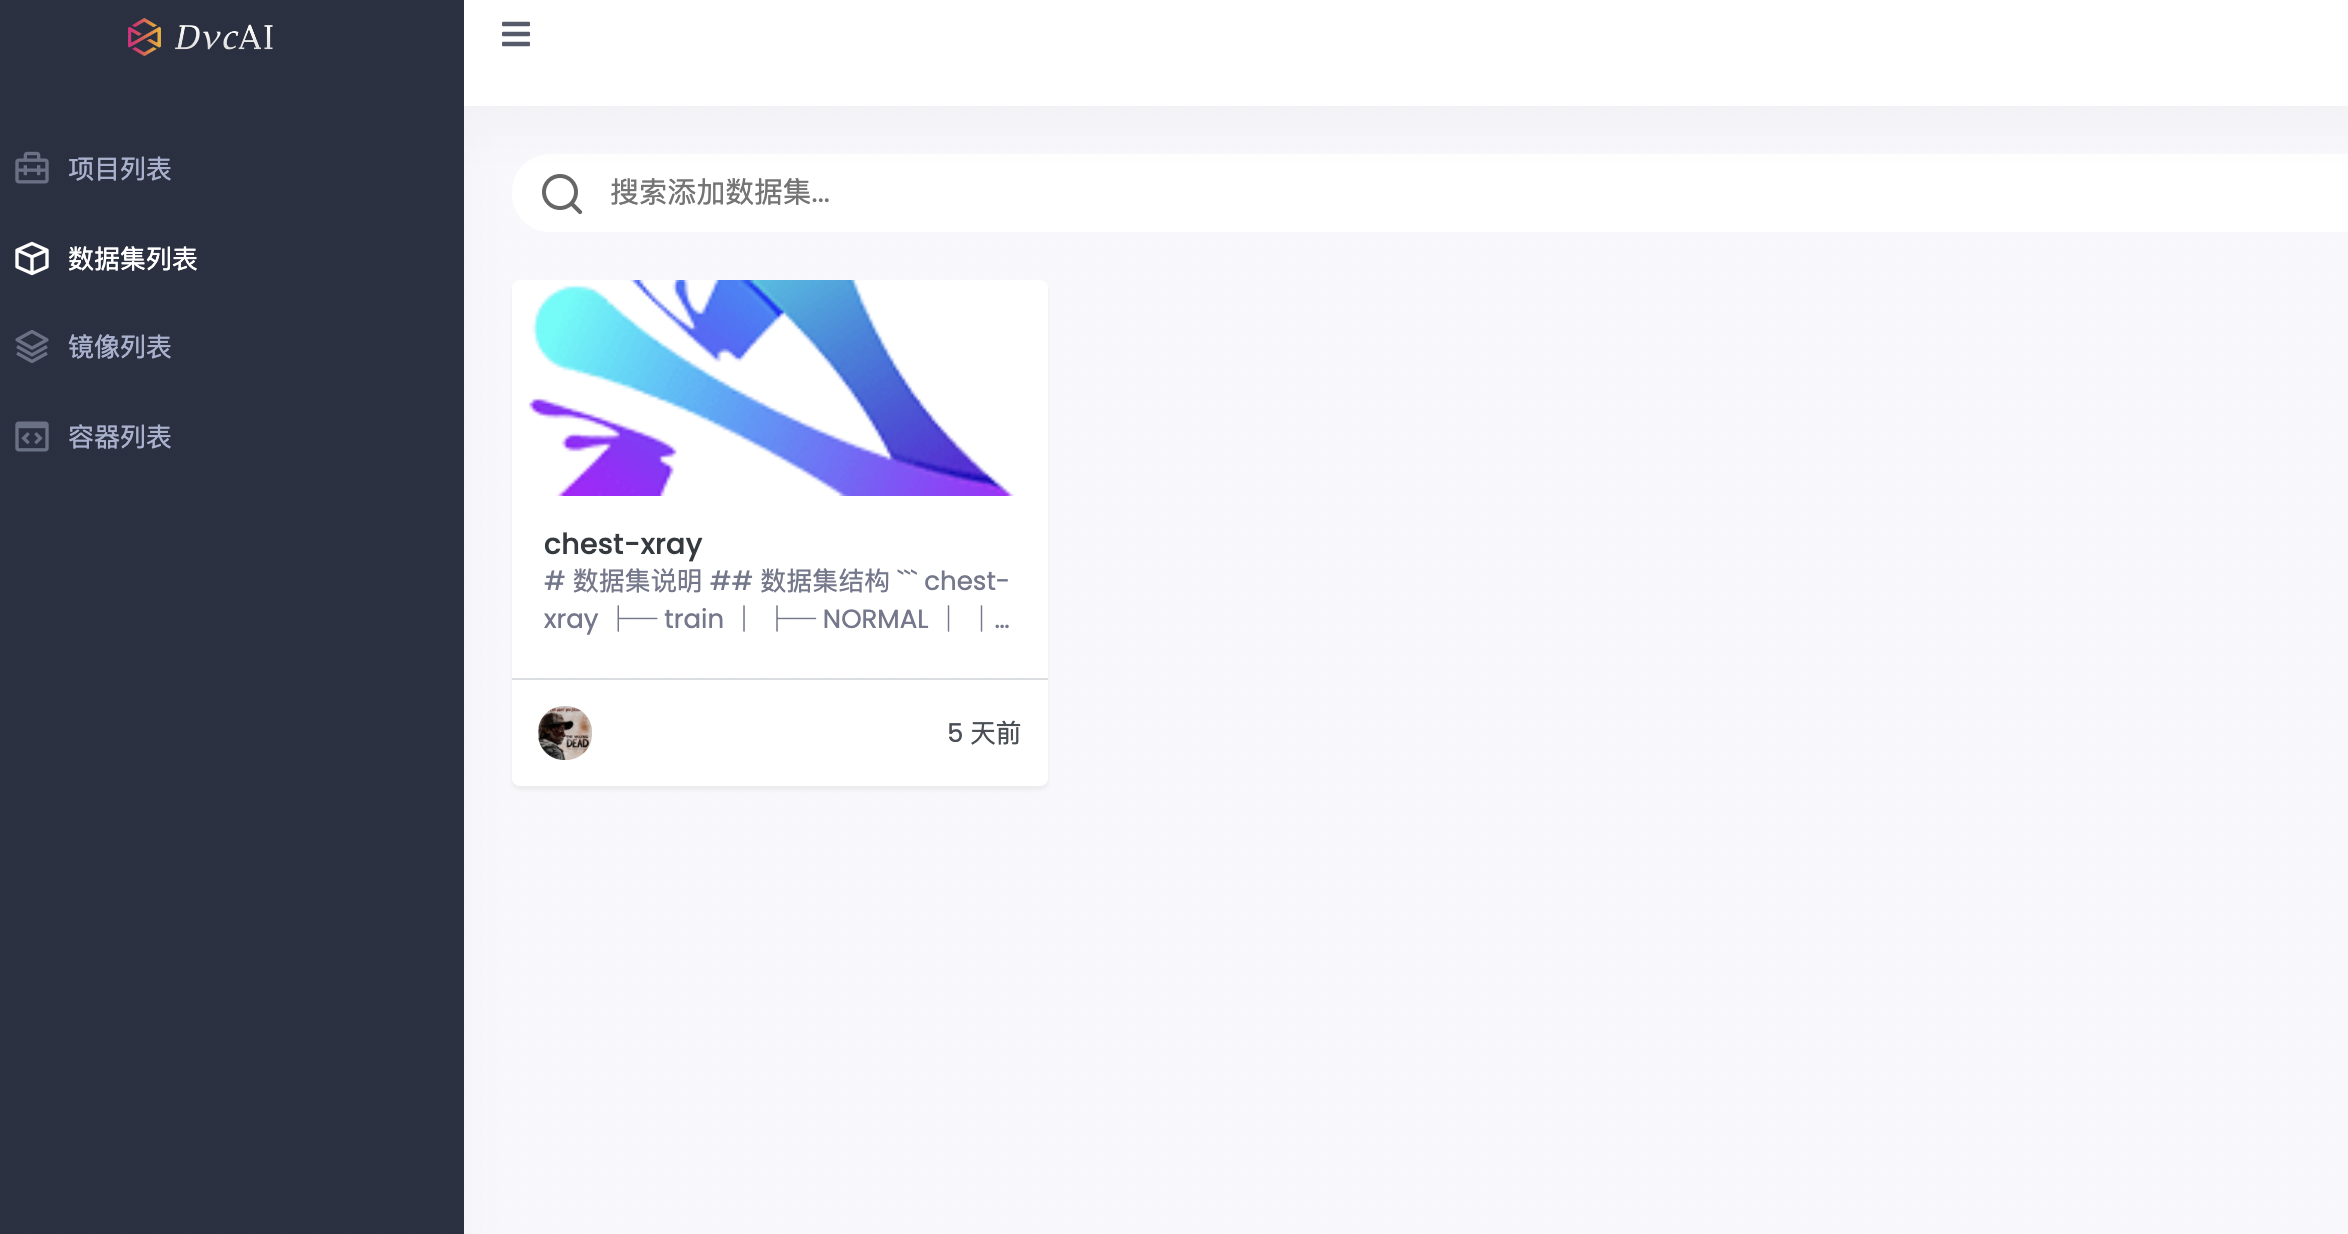 DvcAI
项目列表
数据集列表
镜像列表
容器列表
搜索添加数据集...
chest-xray
# 数据集说明 ## 数据集结构 ``` chest-
xray ├── train │ ├── NORMAL │ │...
DEAD
5 天前